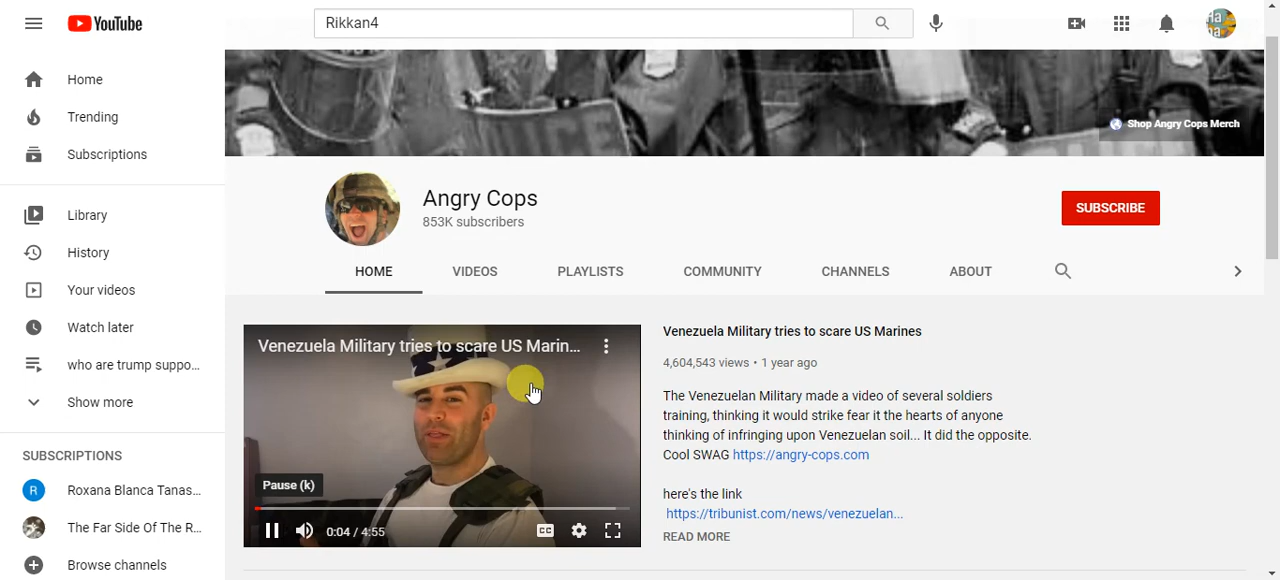 YouTube
Rikkan4
Home
Trending
Subscriptions
Library
History
Your videos
Watch later
who are trump suppo...
Show more
SUBSCRIPTIONS
R Roxana Blanca Tanas...
The Far Side Of The R...
Browse channels
Shop Angry Cops Merch
Angry Cops
853K subscribers
SUBSCRIBE
HOME VIDEOS PLAYLISTS COMMUNITY CHANNELS ABOUT
Venezuela Military tries to scare US Marin...
Pause (k)
0:04 / 4:55
CC
Venezuela Military tries to scare US Marines
4,604,543 views • 1 year ago
The Venezuelan Military made a video of several soldiers
training, thinking it would strike fear it the hearts of anyone
thinking of infringing upon Venezuelan soil... It did the opposite.
Cool SWAG https://angry-cops.com
here's the link
https://tribunist.com/news/venezuelan...
READ MORE